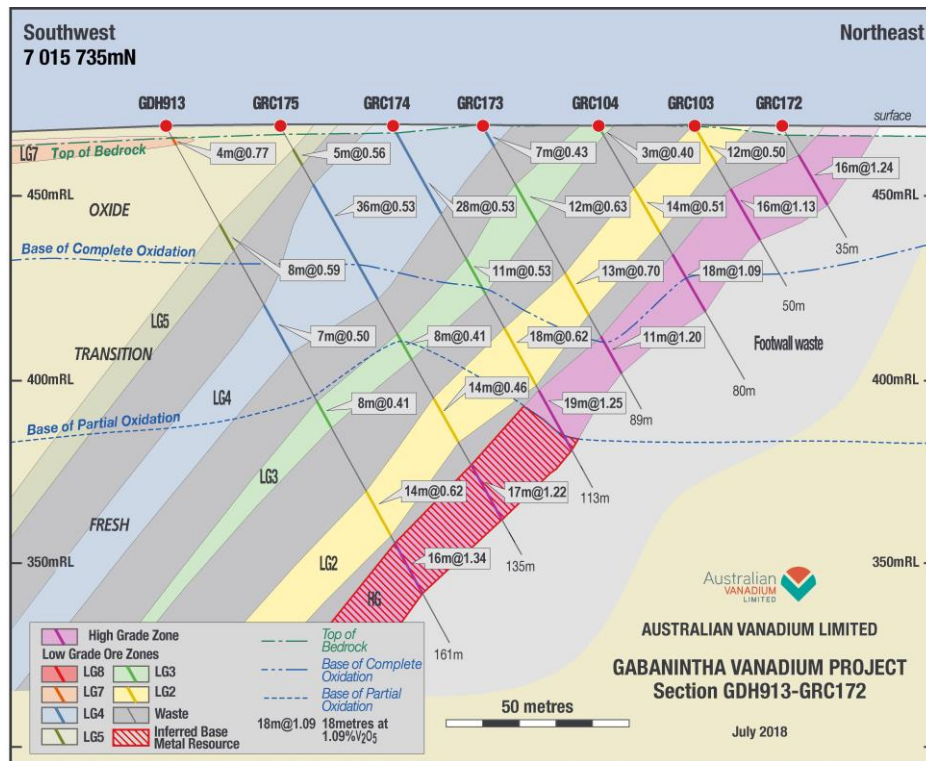 Southwest
7 015 735mN
Northeast
GDH913
GRC175
GRC174
GRC173
GRC104
GRC103
GRC172
surface
LG7
Top of Bedrock
4m@0.77
5m@0.56
7m@0.43
3m@0.40
12m@0.50
16m@1.24
450mRL
OXIDE
36m@0.53
28m@0.53
12m@0.63
14m@0.51
16m@1.13
450mRL
35m
Base of Complete Oxidation
8m@0.59
11m@0.53
13m@0.70
18m@1.09
50m
LG5
TRANSITION
7m@0.50
8m@0.41
18m@0.62
11m@1.20
Footwall waste
400mRL
LG4
14m@0.46
19m@1.25
80m
400mRL
Base of Partial Oxidation
8m@0.41
89m
LG3
14m@0.62
17m@1.22
113m
FRESH
350mRL
LG2
16m@1.34
135m
350mRL
HG
161m
Australian
VANADIUM
LIMITED
AUSTRALIAN VANADIUM LIMITED
GABANINTHA VANADIUM PROJECT
Section GDH913-GRC172
July 2018
50 metres
High Grade Zone
Low Grade Ore Zones
LG8
LG3
LG7
LG2
LG4
Waste
LG5
Inferred Base
Metal Resource
Top of
Bedrock
Base of Complete
Oxidation
Base of Partial
Oxidation
18m@1.09 18metres at
1.09%V₂O₅